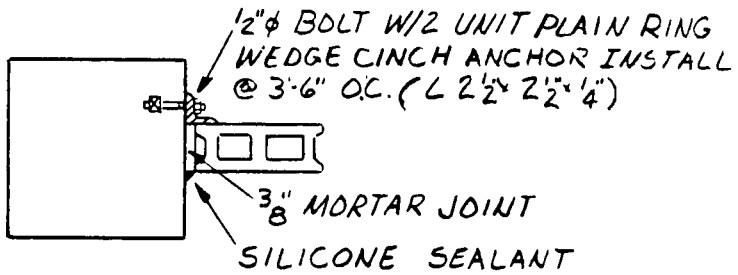 1/2"ϕ BOLT W/2 UNIT PLAIN RING
WEDGE CINCH ANCHOR INSTALL
@ 3'-6" O.C. (L 2 1/2" x 2 1/2" x 1/4")
3/8" MORTAR JOINT
SILICONE SEALANT